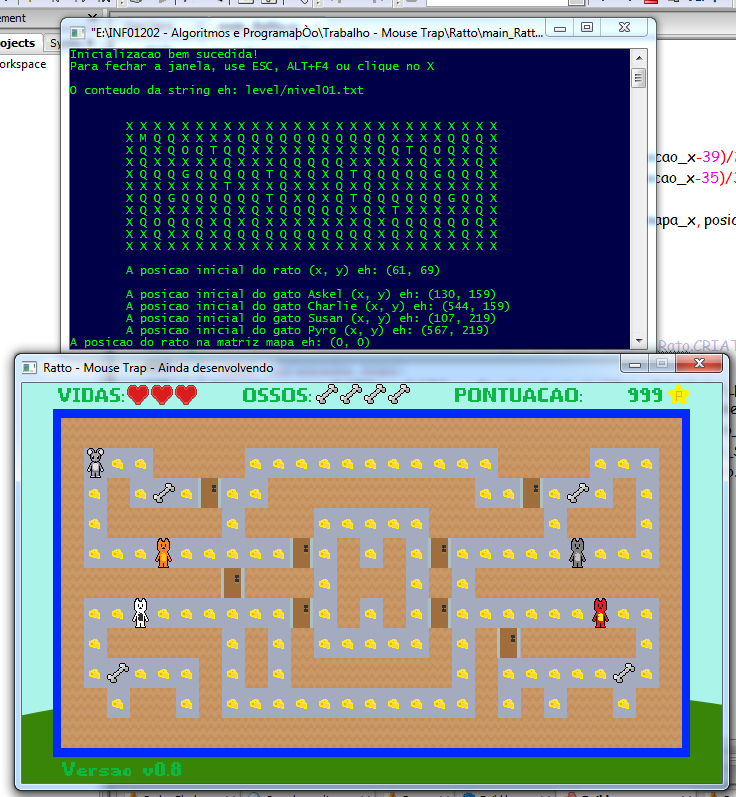 ement
"E:\INF01202 - Algoritmos e ProgramaþÒo\Trabalho - Mouse Trap\Ratto\main_Ratt...
ojects
Sy
orkspace
Inicializacao bem sucedida!
Para fechar a janela, use ESC, ALT+F4 ou clique no X
O conteudo da string eh: level/nivel01.txt
X X X X X X X X X X X X X X X X X X X X X X X X X X X
X M Q Q X X X X Q Q Q Q Q Q Q Q Q Q Q X X X X Q Q Q X
X Q X Q O Q T Q Q X X X X X X X X X Q Q T Q O Q X Q X
X Q X X X X X Q X X X Q Q Q Q Q X X X X X Q X X X Q X
X Q Q Q G Q Q Q Q Q T Q X Q X Q T Q Q Q Q Q G Q Q Q X
X X X X X X X T X X X Q X X X Q X Q X X X X X X X X X
X Q Q G Q Q Q Q Q Q T Q X Q X Q T Q Q Q Q Q Q G Q Q X
X Q X X X X X Q X Q X Q Q Q Q Q X Q X T X X X X X Q X
X Q O Q Q Q X Q X Q X X X X X X X Q X Q Q Q Q Q O Q X
X X Q X X Q X Q Q Q Q Q Q Q Q Q Q Q X Q X Q X X Q X X
X X X X X X X X X X X X X X X X X X X X X X X X X X X
A posicao inicial do rato (x, y) eh: (61, 69)
A posicao inicial do gato Askel (x, y) eh: (130, 159)
A posicao inicial do gato Charlie (x, y) eh: (544, 159)
A posicao inicial do gato Susan (x, y) eh: (107, 219)
A posicao inicial do gato Pyro (x, y) eh: (567, 219)
A posicao do rato na matriz mapa eh: (0, 0)
cao_x-39)/
cao_x-35)/
apa_x, posic
Rato.CRIAT
Ratto - Mouse Trap - Ainda desenvolvendo
VIDAS:
OSSOS:
PONTUACAO: 999
P
Versao v0.8